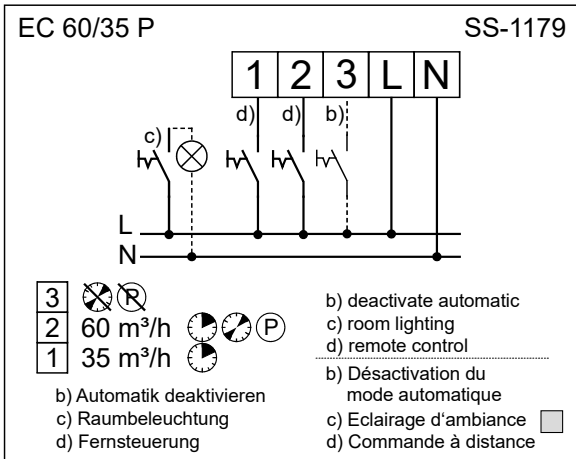 EC 60/35 P SS-1179
1 2 3 L N
d) d) b)
c)
L
N
3 P
2 60 m³/h P
1 35 m³/h
b) Automatik deaktivieren
c) Raumbeleuchtung
d) Fernsteuerung
b) deactivate automatic
c) room lighting
d) remote control
b) Désactivation du
mode automatique
c) Eclairage d‘ambiance
d) Commande à distance